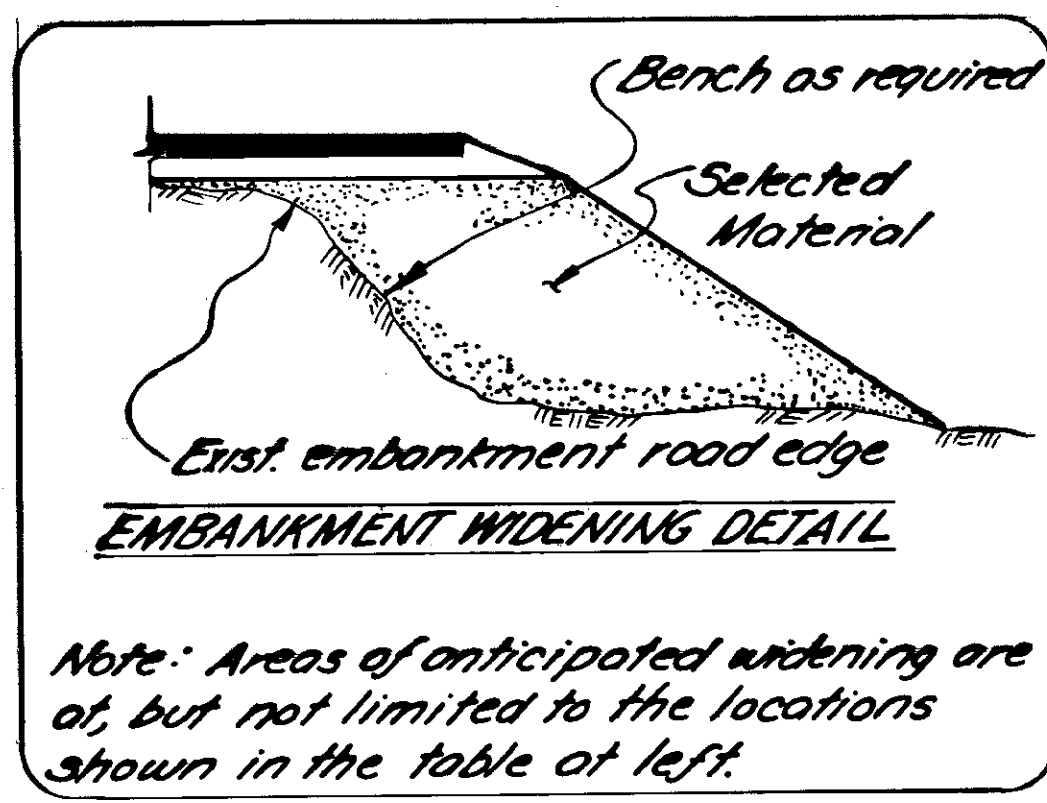 Bench as required
Selected
Material
Exist. embankment road edge
EMBANKMENT WIDENING DETAIL
Note: Areas of anticipated widening are
at, but not limited to the locations
shown in the table at left.